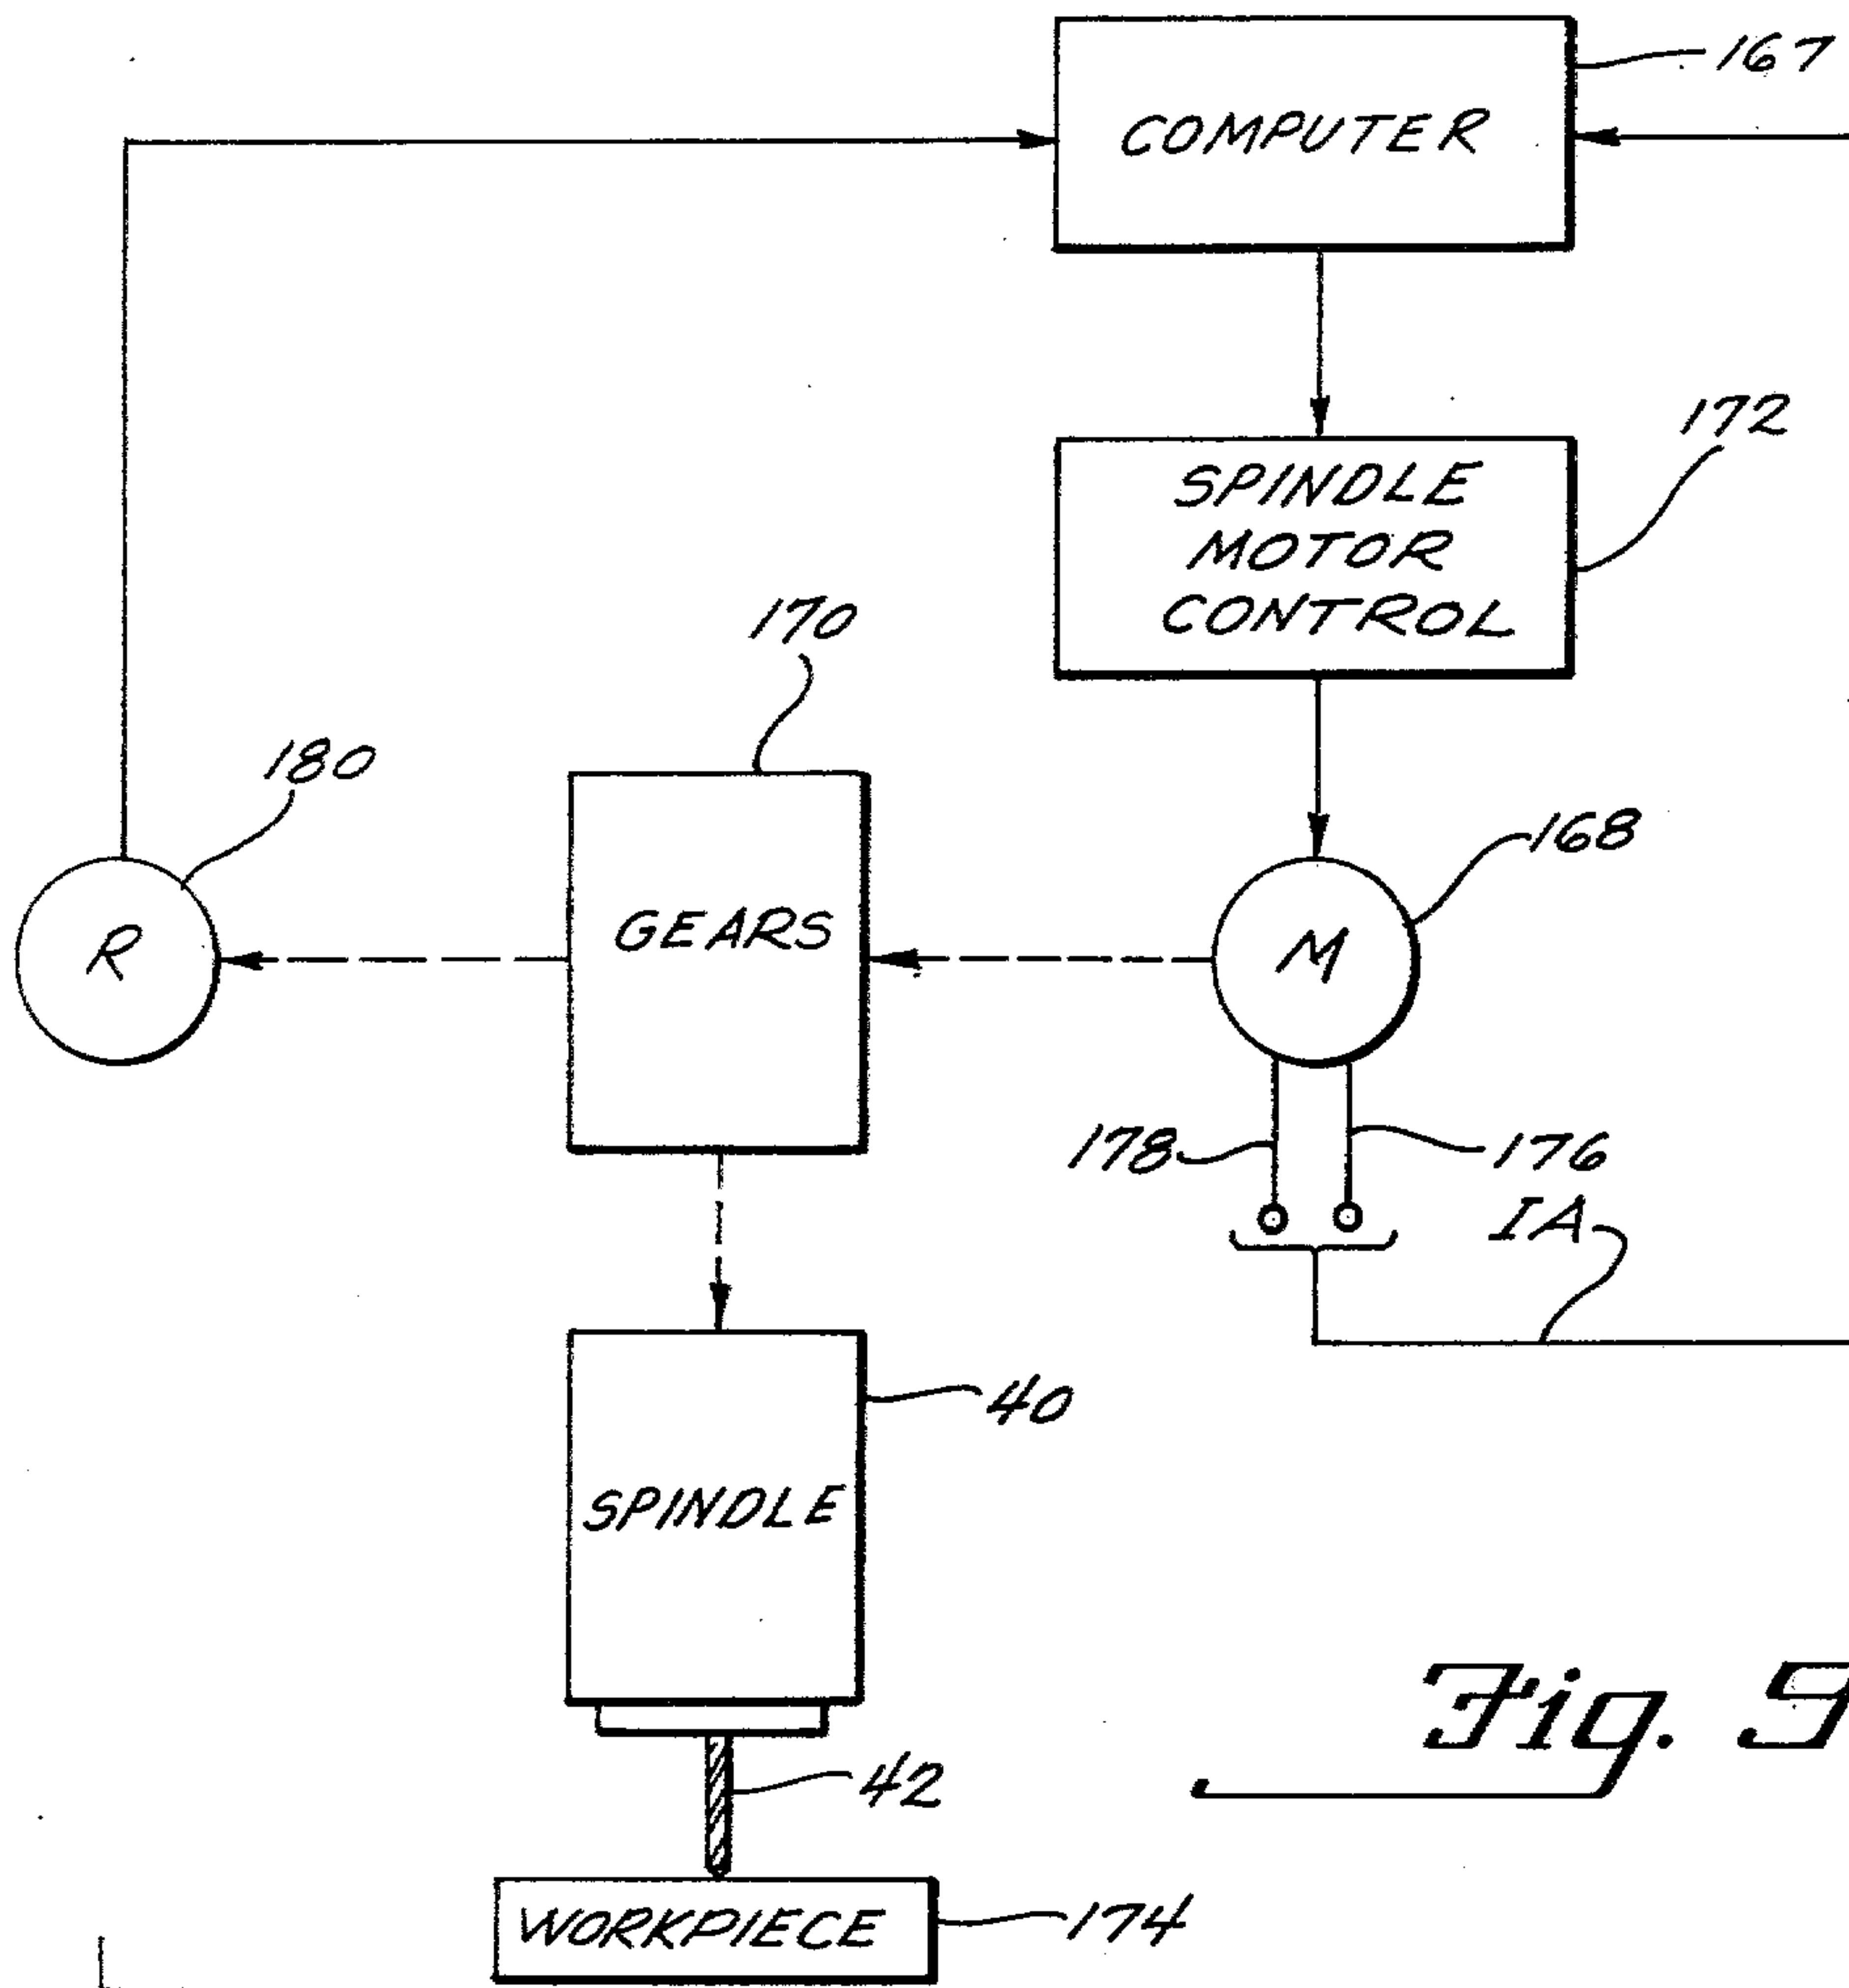 167
COMPUTER
172
SPINDLE
MOTOR
CONTROL
170
180
168
GEARS
R
M
178
176
IA
40
SPINDLE
Fig. 9
42
WORKPIECE
174